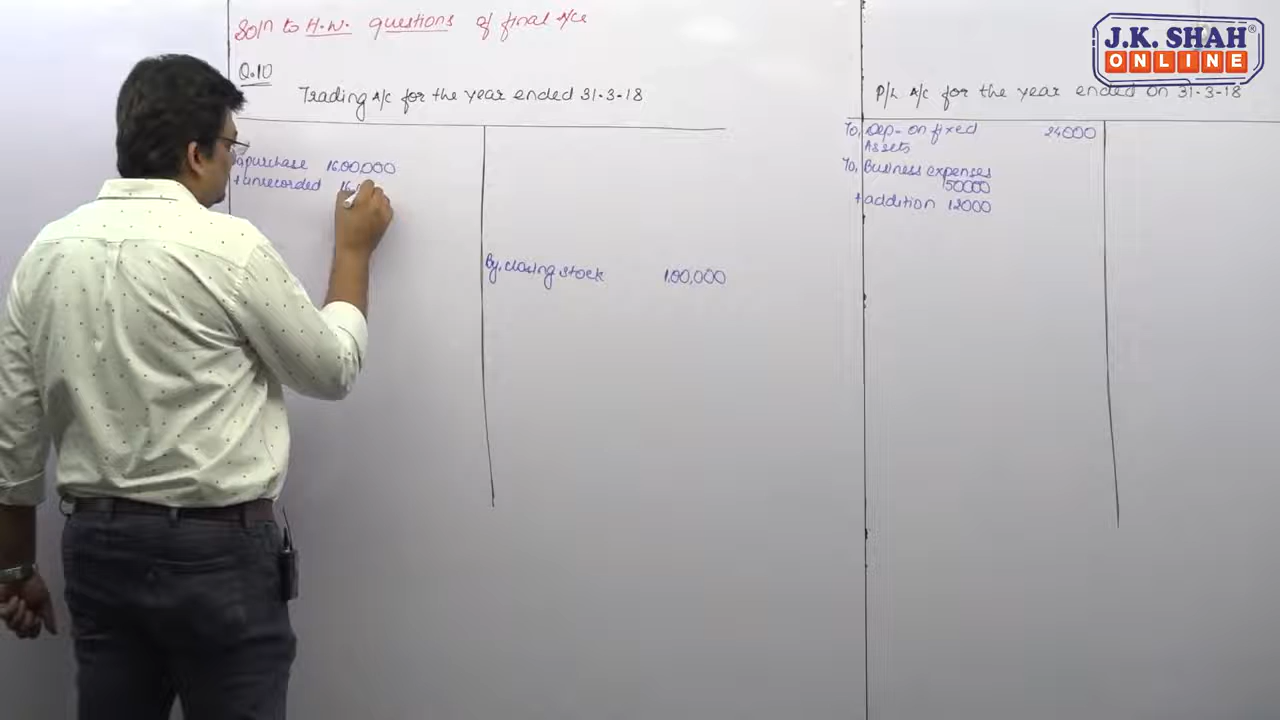 Sol^n to H.W. questions of final A/cs
J.K. SHAH®
ONLINE
Q.10
Trading A/c for the year ended 31-3-18
P/L A/c for the year ended on 31-3-18
To, Dep- on fixed Assets 24000
purchase 16,00,000
To, Business expenses
+unrecorded
50000
+addition 12000
By, closing stock 1,00,000